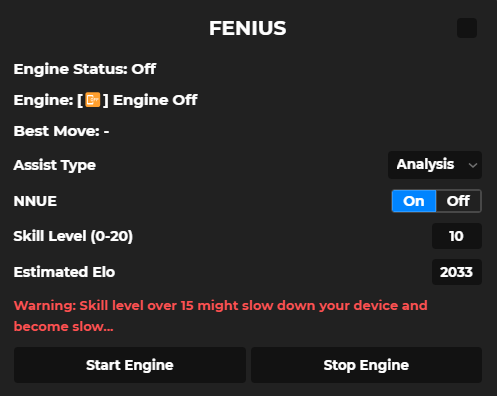 FENIUS
Engine Status: Off
Engine: [ ] Engine Off
Best Move: -
Assist Type Analysis
NNUE On Off
Skill Level (0-20) 10
Estimated Elo 2033
Warning: Skill level over 15 might slow down your device and
become slow...
Start Engine Stop Engine